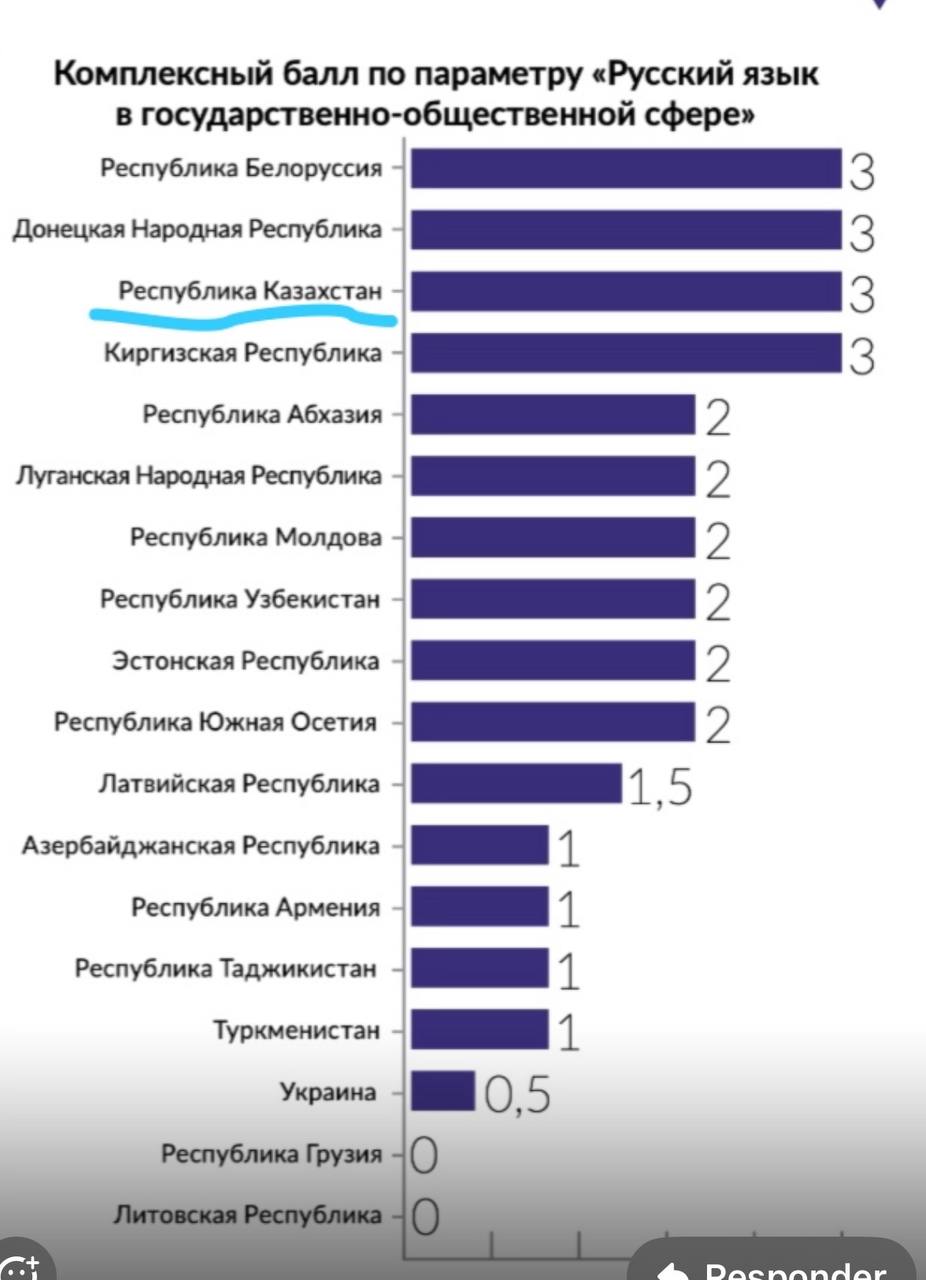 Комплексный балл по параметру «Русский язык
в государственно-общественной сфере»
Республика Белоруссия 3
Донецкая Народная Республика 3
Республика Казахстан 3
Киргизская Республика 3
Республика Абхазия 2
Луганская Народная Республика 2
Республика Молдова 2
Республика Узбекистан 2
Эстонская Республика 2
Республика Южная Осетия 2
Латвийская Республика 1,5
Азербайджанская Республика 1
Республика Армения 1
Республика Таджикистан 1
Туркменистан 1
Украина 0,5
Республика Грузия 0
Литовская Республика 0
Responder